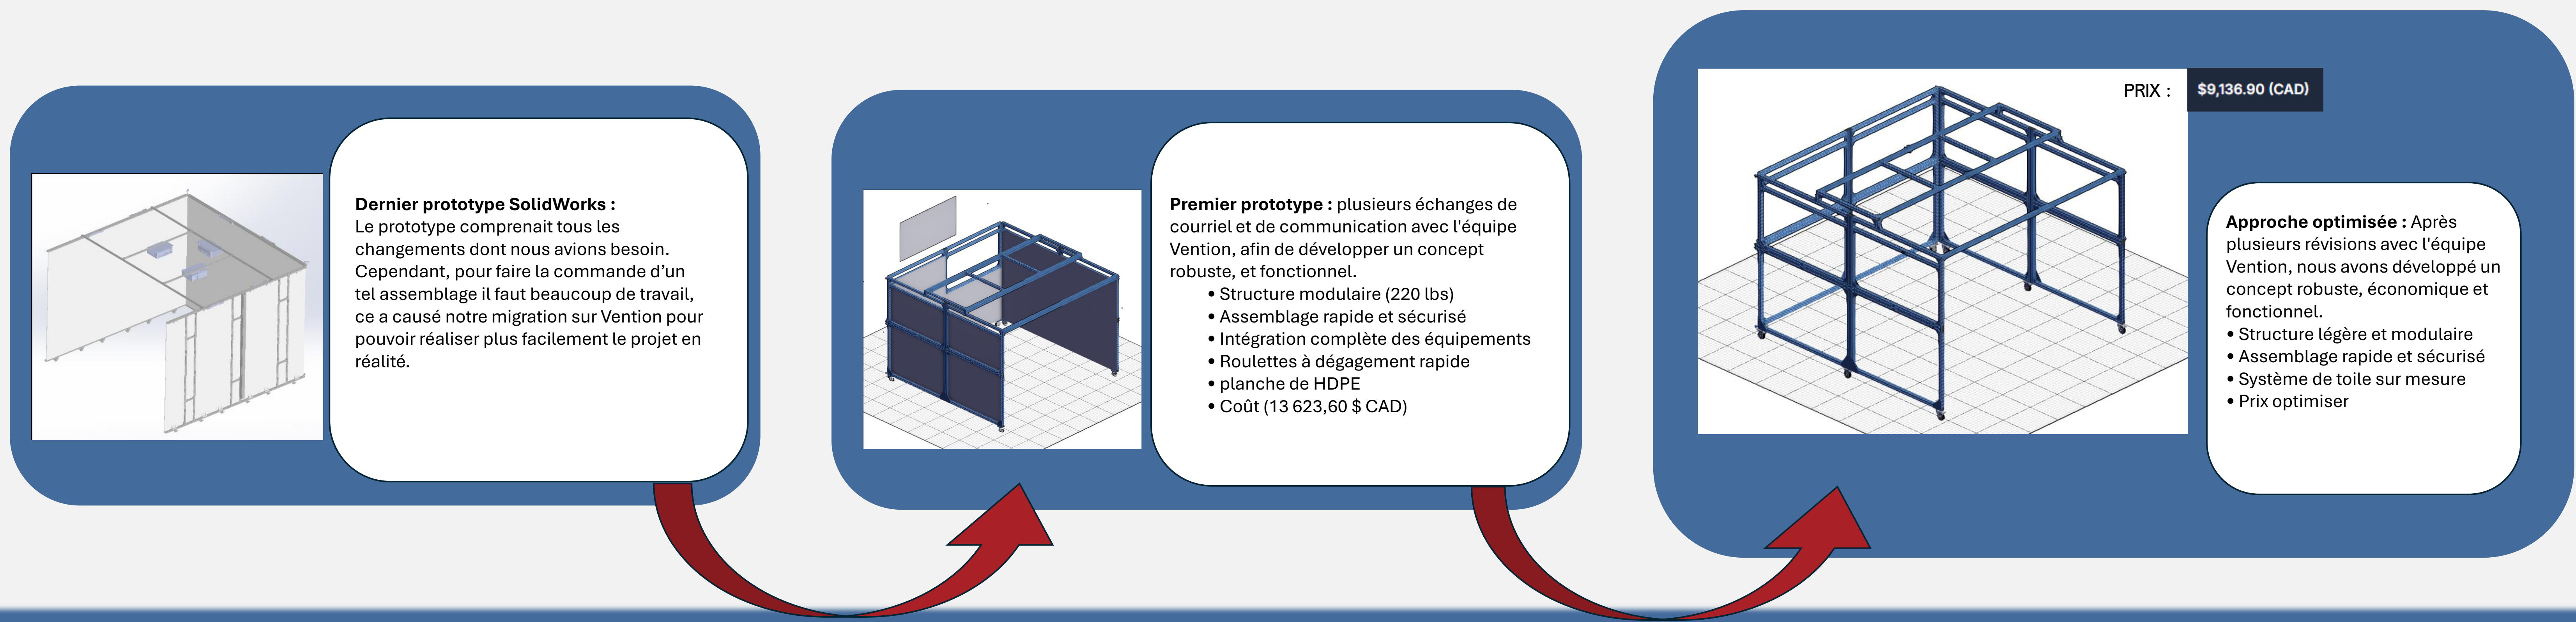 Dernier prototype SolidWorks :
Le prototype comprenait tous les
changements dont nous avions besoin.
Cependant, pour faire la commande d’un
tel assemblage il faut beaucoup de travail,
ce a causé notre migration sur Vention pour
pouvoir réaliser plus facilement le projet en
réalité.
Premier prototype : plusieurs échanges de
courriel et de communication avec l'équipe
Vention, afin de développer un concept
robuste, et fonctionnel.
• Structure modulaire (220 lbs)
• Assemblage rapide et sécurisé
• Intégration complète des équipements
• Roulettes à dégagement rapide
• planche de HDPE
• Coût (13 623,60 $ CAD)
PRIX : $9,136.90 (CAD)
Approche optimisée : Après
plusieurs révisions avec l'équipe
Vention, nous avons développé un
concept robuste, économique et
fonctionnel.
• Structure légère et modulaire
• Assemblage rapide et sécurisé
• Système de toile sur mesure
• Prix optimiser